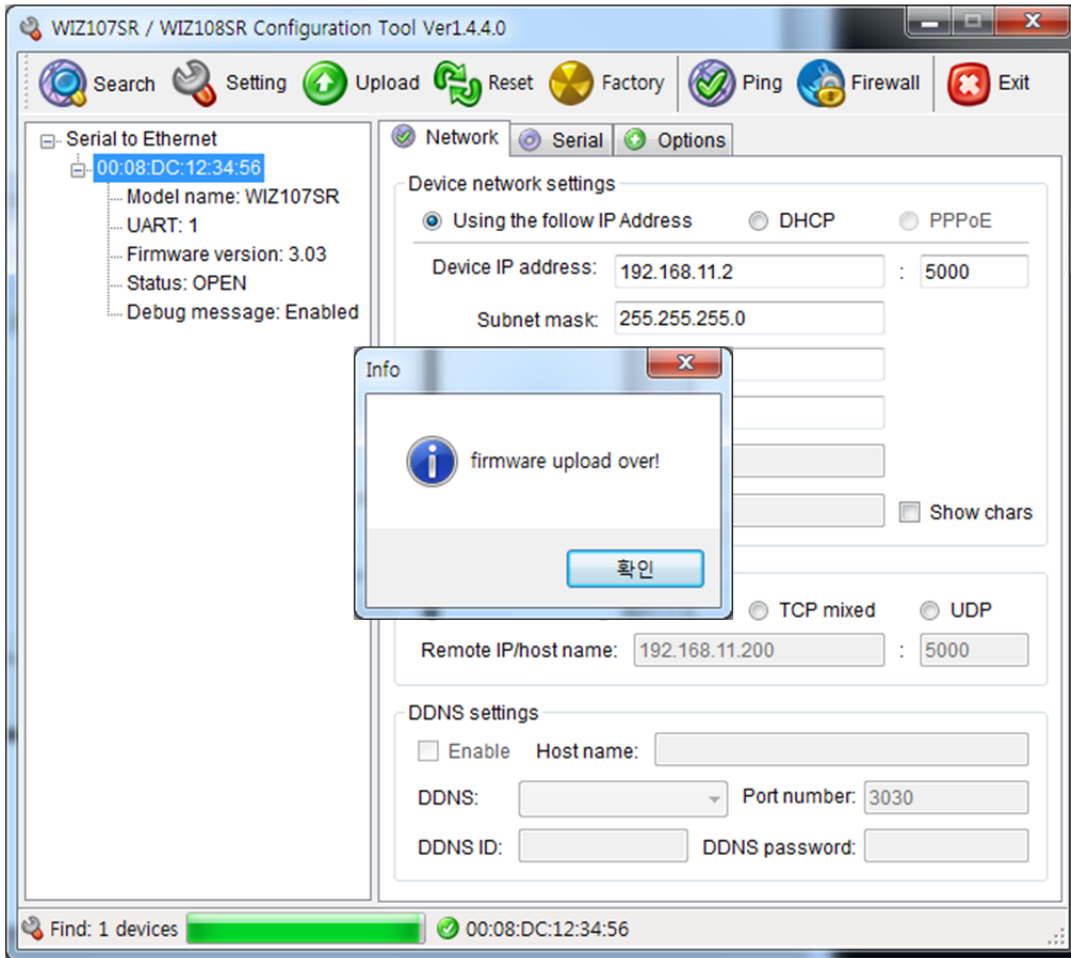 WIZ107SR / WIZ108SR Configuration Tool Ver1.4.4.0
Search Setting Upload Reset Factory Ping Firewall Exit
Serial to Ethernet
00:08:DC:12:34:56
Model name: WIZ107SR
UART: 1
Firmware version: 3.03
Status: OPEN
Debug message: Enabled
Network Serial Options
Device network settings
Using the follow IP Address DHCP PPPoE
Device IP address: 192.168.11.2 : 5000
Subnet mask: 255.255.255.0
Info
firmware upload over!
확인
Show chars
TCP mixed UDP
Remote IP/host name: 192.168.11.200 : 5000
DDNS settings
Enable Host name:
DDNS: Port number: 3030
DDNS ID: DDNS password:
Find: 1 devices 00:08:DC:12:34:56